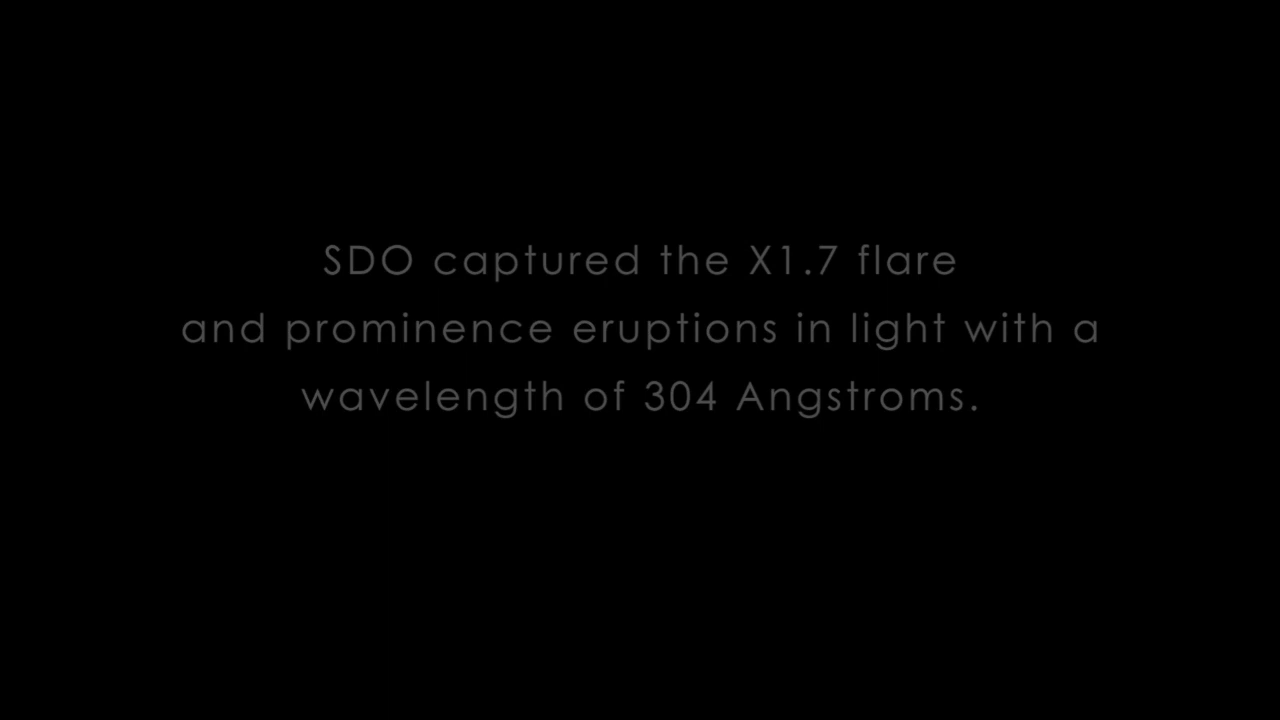 SDO captured the X1.7 flare
and prominence eruptions in light with a
wavelength of 304 Angstroms.